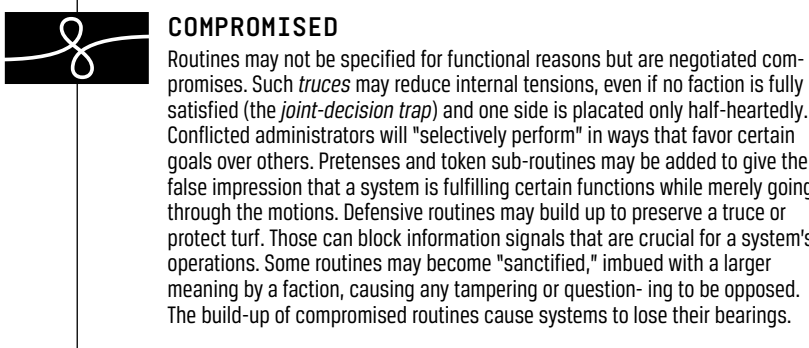 COMPROMISED
Routines may not be specified for functional reasons but are negotiated com-
promises. Such truces may reduce internal tensions, even if no faction is fully
satisfied (the joint-decision trap) and one side is placated only half-heartedly.
Conflicted administrators will "selectively perform" in ways that favor certain
goals over others. Pretenses and token sub-routines may be added to give the
false impression that a system is fulfilling certain functions while merely going
through the motions. Defensive routines may build up to preserve a truce or
protect turf. Those can block information signals that are crucial for a system's
operations. Some routines may become "sanctified," imbued with a larger
meaning by a faction, causing any tampering or question- ing to be opposed.
The build-up of compromised routines cause systems to lose their bearings.